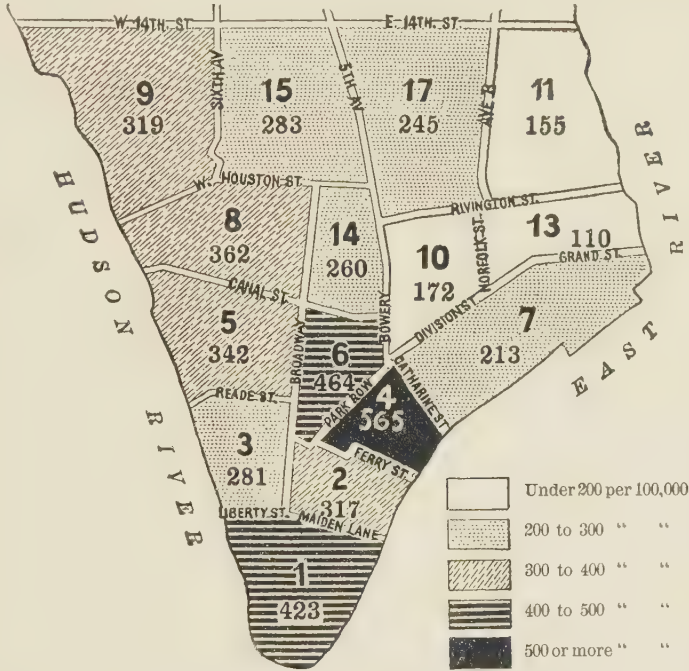 W. 14TH. ST.
E. 14TH. ST.
9
319
SIXTH AV
15
283
5TH AV
17
245
AVE B
11
155
HUDSON RIVER
EAST RIVER
W. HOUSTON ST.
RIVINGTON ST.
8
362
14
260
10
172
NORFOLK ST.
13
110
GRAND ST.
CANAL ST.
BROADWAY
BOWERY
DIVISION ST
7
213
5
342
6
464
READE ST.
PARK ROW
CATHARINE ST.
4
565
3
281
2
317
FERRY ST.
LIBERTY ST.
MAIDEN LANE
1
423
Under 200 per 100,000
200 to 300 “ “
300 to 400 “ “
400 to 500 “ “
500 or more “ “